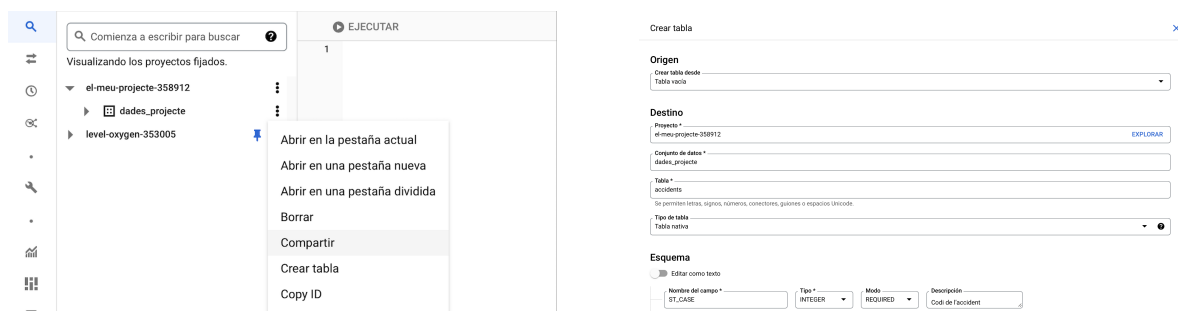 Comienza a escribir para buscar
EJECUTAR
1
Visualizando los proyectos fijados.
el-meu-projecte-358912
dades_projecte
level-oxygen-353005
Abrir en la pestaña actual
Abrir en una pestaña nueva
Abrir en una pestaña dividida
Borrar
Compartir
Crear tabla
Copy ID
Crear tabla
Origen
Crear tabla desde
Tabla vacía
Destino
Proyecto *
el-meu-projecte-358912 EXPLORAR
Conjunto de datos *
dades_projecte
Tabla *
accidents
Se permiten letras, signos, números, conectores, guiones o espacios Unicode.
Tipo de tabla
Tabla nativa
Esquema
Editar como texto
Nombre del campo * Tipo * Modo Descripción
ST_CASE INTEGER REQUIRED Codi de l'accident